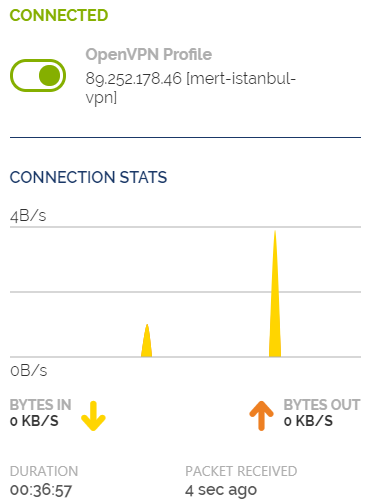 CONNECTED
OpenVPN Profile
89.252.178.46 [mert-istanbul-
vpn]
CONNECTION STATS
4B/s
0B/s
BYTES IN
0 KB/S
BYTES OUT
0 KB/S
DURATION
00:36:57
PACKET RECEIVED
4 sec ago